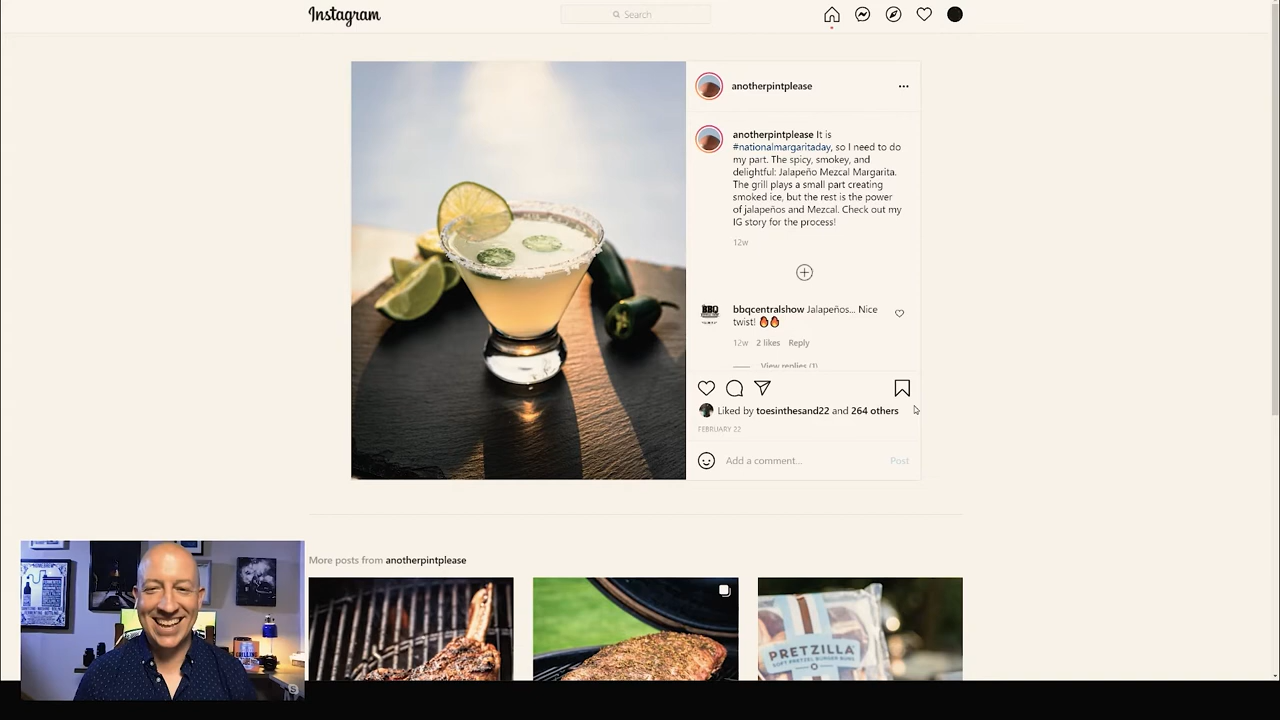 Instagram
Search
anotherpintplease
anotherpintplease It is
#nationalmargaritaday, so I need to do
my part. The spicy, smokey, and
delightful: Jalapeño Mezcal Margarita.
The grill plays a small part creating
smoked ice, but the rest is the power
of jalapeños and Mezcal. Check out my
IG story for the process!
12w
BBQ
bbqcentralshow Jalapeños... Nice
twist! 🔥🔥
12w 2 likes Reply
View replies (1)
Liked by toesinthesand22 and 264 others
FEBRUARY 22
Add a comment... Post
More posts from anotherpintplease
PRETZILLA
SOFT PRETZEL BURGER BUNS